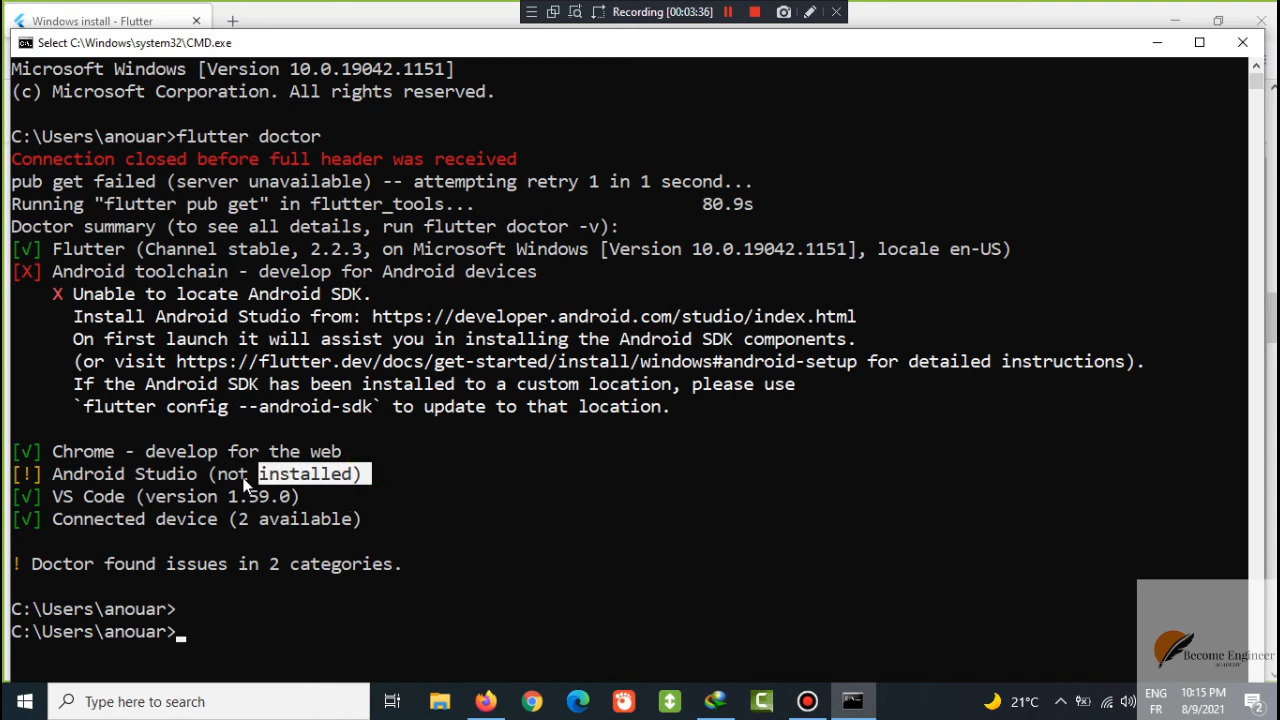 Windows install - Flutter
Recording [00:03:36]
Select C:\Windows\system32\CMD.exe
Microsoft Windows [Version 10.0.19042.1151]
(c) Microsoft Corporation. All rights reserved.
C:\Users\anouar>flutter doctor
Connection closed before full header was received
pub get failed (server unavailable) -- attempting retry 1 in 1 second...
Running "flutter pub get" in flutter_tools... 80.9s
Doctor summary (to see all details, run flutter doctor -v):
[√] Flutter (Channel stable, 2.2.3, on Microsoft Windows [Version 10.0.19042.1151], locale en-US)
[X] Android toolchain - develop for Android devices
X Unable to locate Android SDK.
Install Android Studio from: https://developer.android.com/studio/index.html
On first launch it will assist you in installing the Android SDK components.
(or visit https://flutter.dev/docs/get-started/install/windows#android-setup for detailed instructions).
If the Android SDK has been installed to a custom location, please use
`flutter config --android-sdk` to update to that location.
[√] Chrome - develop for the web
[!] Android Studio (not installed)
[√] VS Code (version 1.59.0)
[√] Connected device (2 available)
! Doctor found issues in 2 categories.
C:\Users\anouar>
C:\Users\anouar>_
Become Engineer
ACADEMY
Type here to search
21°C
ENG
FR
10:15 PM
8/9/2021
2